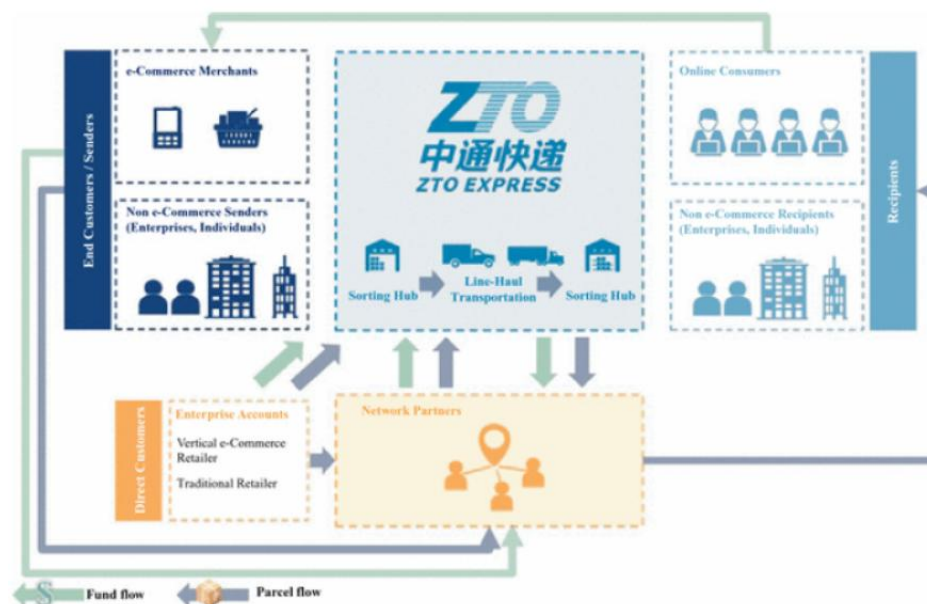 End Customers / Senders
e-Commerce Merchants
Non e-Commerce Senders
(Enterprises, Individuals)
ZTO
中通快递
ZTO EXPRESS
Sorting Hub
Line-Haul
Transportation
Sorting Hub
Online Consumers
Non e-Commerce Recipients
(Enterprises, Individuals)
Recipients
Direct Customers
Enterprise Accounts
Vertical e-Commerce
Retailer
Traditional Retailer
Network Partners
$
Fund flow
Parcel flow